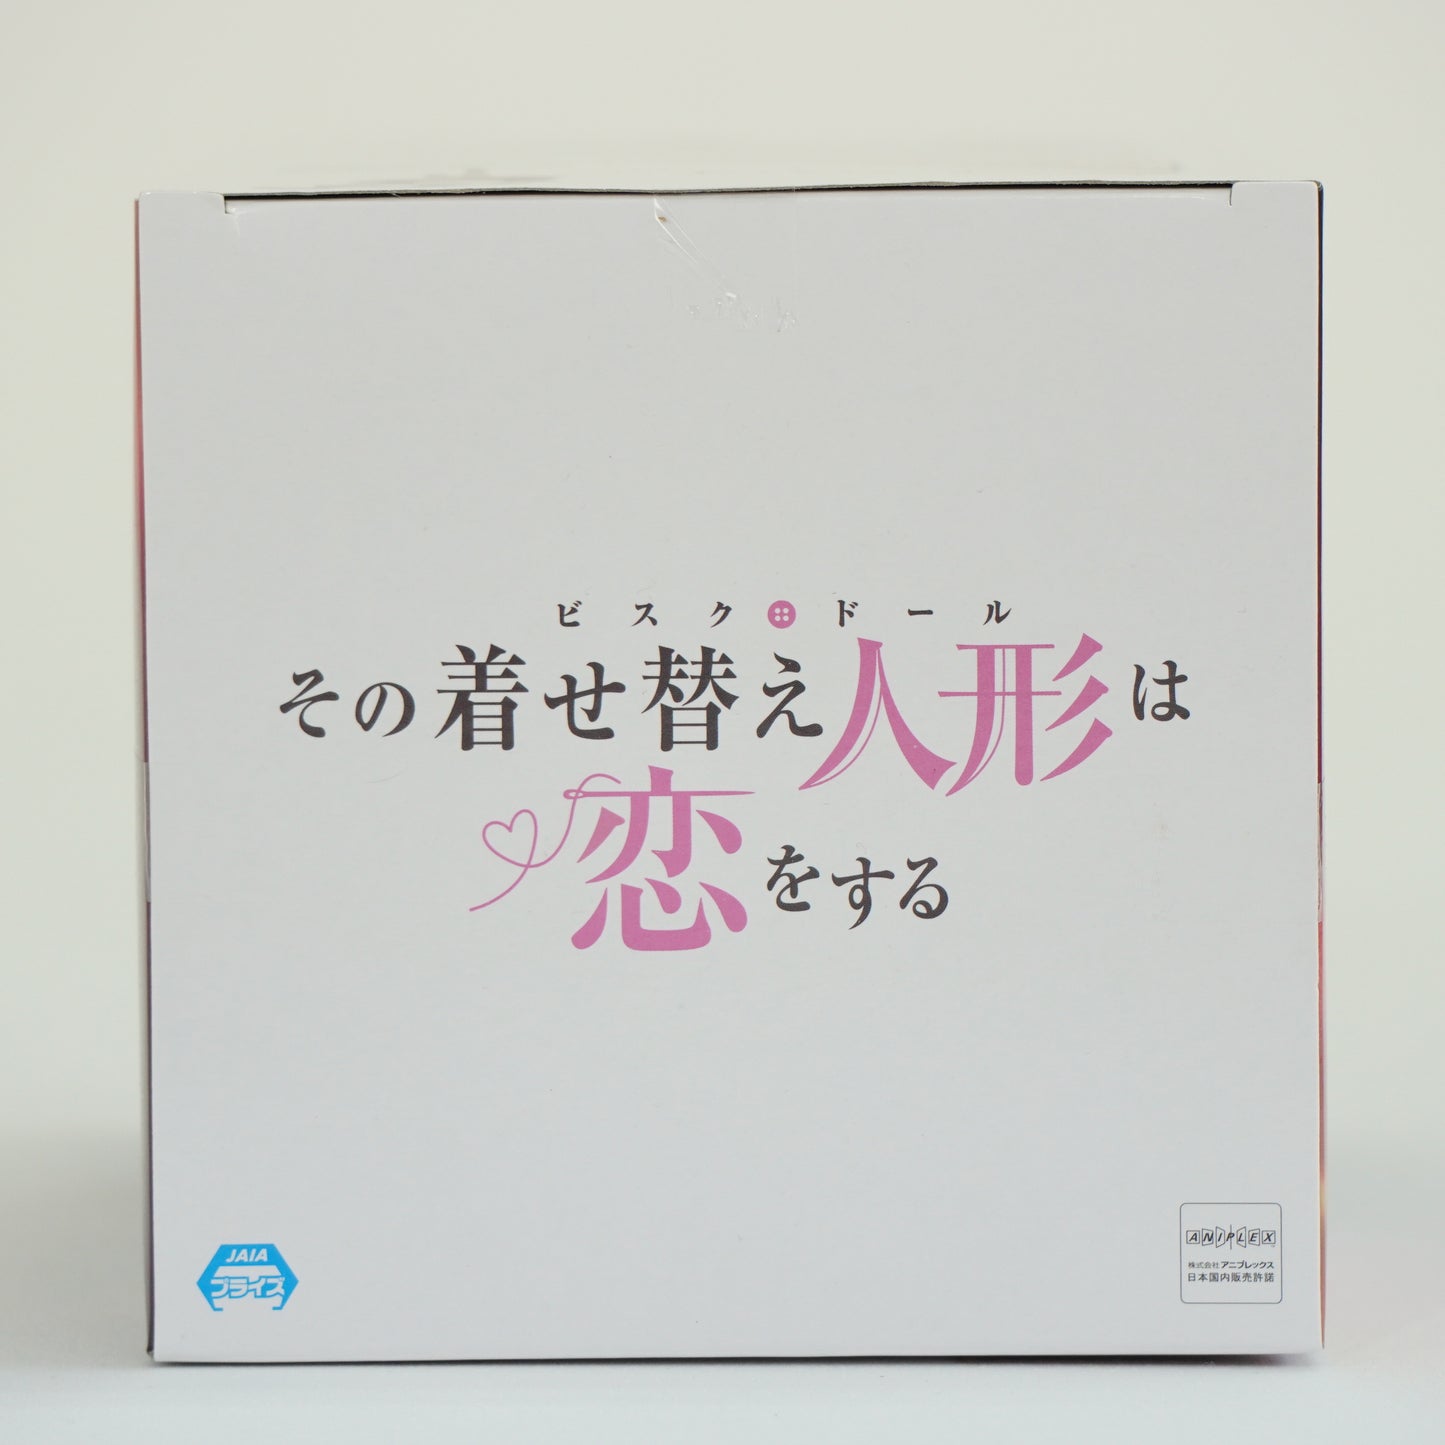 ビスク ドール
その着せ替え人形は
恋をする
JAIA
プライズ
ANIPLEX
株式会社アニプレックス
日本国内販売許諾